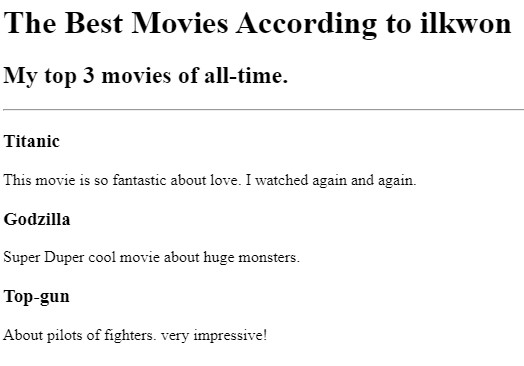 The Best Movies According to ilkwon
My top 3 movies of all-time.
Titanic
This movie is so fantastic about love. I watched again and again.
Godzilla
Super Duper cool movie about huge monsters.
Top-gun
About pilots of fighters. very impressive!